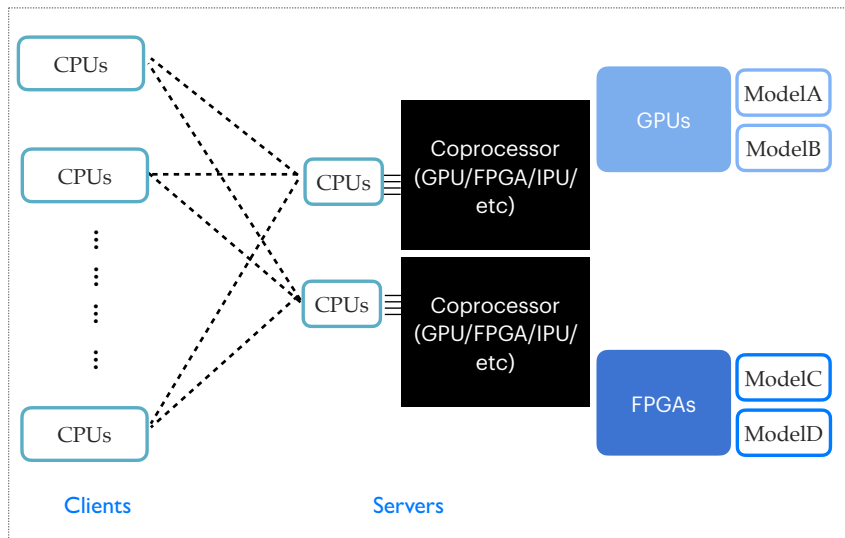 CPUs
CPUs
CPUs
Clients
CPUs
CPUs
Servers
Coprocessor
(GPU/FPGA/IPU/
etc)
Coprocessor
(GPU/FPGA/IPU/
etc)
GPUs
ModelA
ModelB
FPGAs
ModelC
ModelD